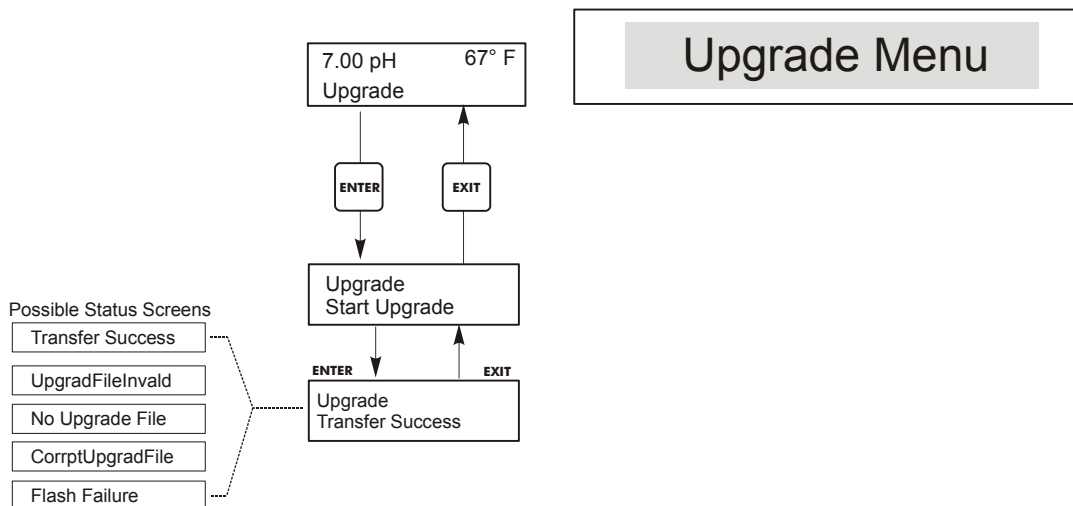 Upgrade Menu
7.00 pH 67° F
Upgrade
ENTER EXIT
Upgrade
Start Upgrade
ENTER EXIT
Upgrade
Transfer Success
Possible Status Screens
Transfer Success
UpgradFileInvald
No Upgrade File
CorrptUpgradFile
Flash Failure